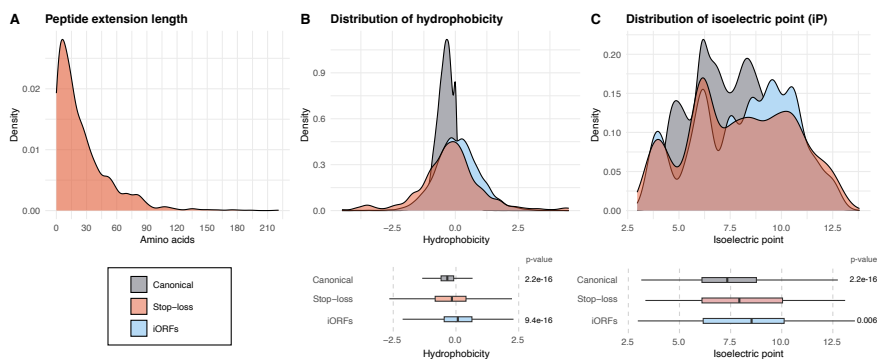 A Peptide extension length
Density
0.02
0.01
0.00
0 30 60 90 120 150 180 210
Amino acids
Canonical
Stop-loss
iORFs
B Distribution of hydrophobicity
Density
0.9
0.6
0.3
0.0
−2.5 0.0 2.5
Hydrophobicity
p-value
Canonical 2.2e-16
Stop-loss
iORFs 9.4e-16
−2.5 0.0 2.5
Hydrophobicity
C Distribution of isoelectric point (iP)
Density
0.20
0.15
0.10
0.05
0.00
2.5 5.0 7.5 10.0 12.5
Isoelectric point
p-value
Canonical 2.2e-16
Stop-loss
iORFs 0.006
2.5 5.0 7.5 10.0 12.5
Isoelectric point